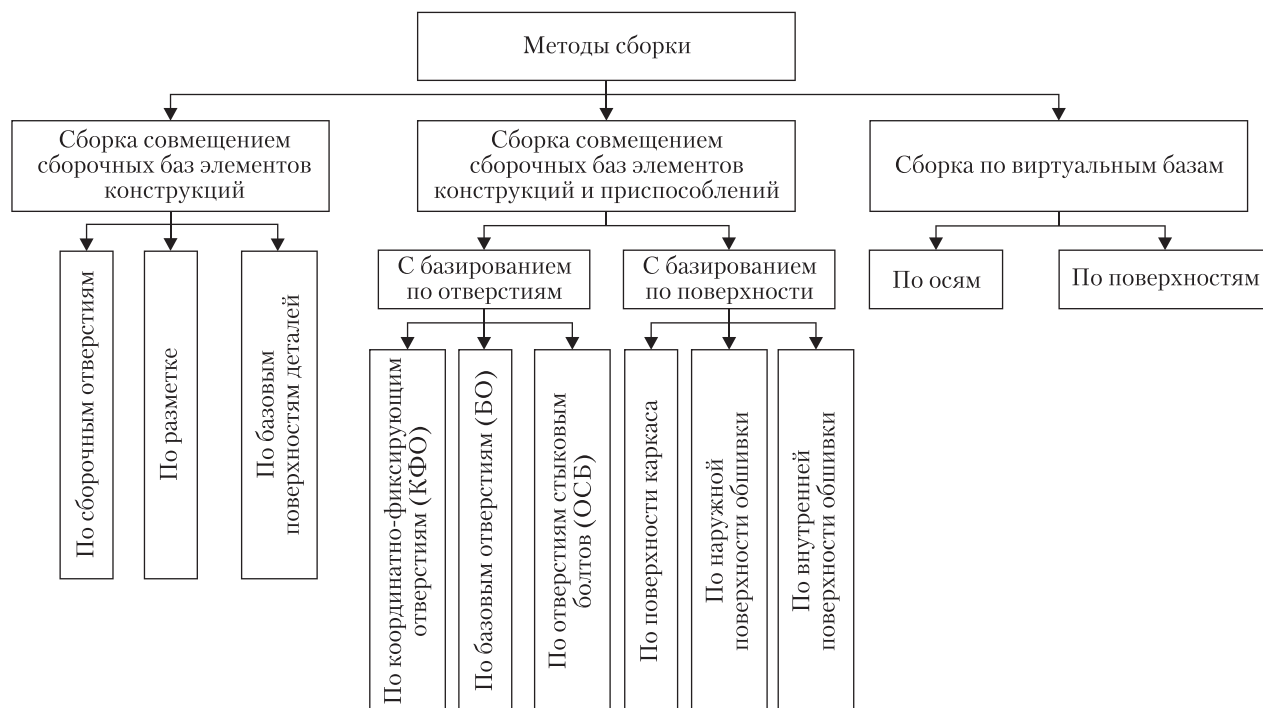 Методы сборки
Сборка совмещением
сборочных баз элементов
конструкций
Сборка совмещением
сборочных баз элементов
конструкций и приспособлений
Сборка по виртуальным базам
С базированием
по отверстиям
С базированием
по поверхности
По осям
По поверхностям
По сборочным отверстиям
По разметке
По базовым
поверхностям деталей
По координатно-фиксирующим
отверстиям (КФО)
По базовым отверстиям (БО)
По отверстиям стыковым
болтов (ОСБ)
По поверхности каркаса
По наружной
поверхности обшивки
По внутренней
поверхности обшивки